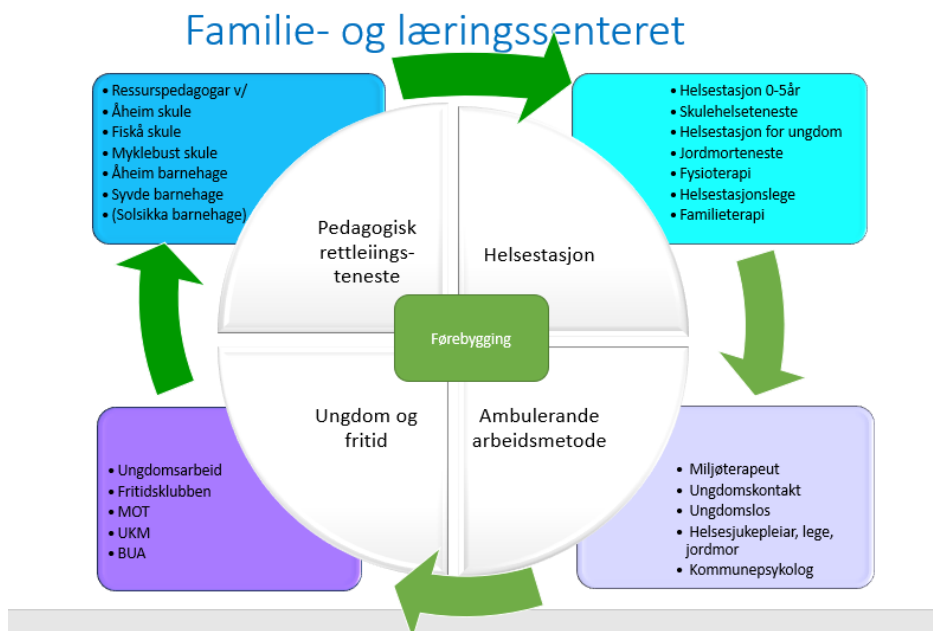 Familie- og læringssenteret
• Ressurspedagogar v/
• Åheim skule
• Fiskå skule
• Myklebust skule
• Åheim barnehage
• Syvde barnehage
• (Solsikka barnehage)
• Helsestasjon 0-5år
• Skulehelseteneste
• Helsestasjon for ungdom
• Jordmorteneste
• Fysioterapi
• Helsestasjonslege
• Familieterapi
Pedagogisk
rettleiings-
teneste
Helsestasjon
Førebygging
Ungdom og
fritid
Ambulerande
arbeidsmetode
• Ungdomsarbeid
• Fritidsklubben
• MOT
• UKM
• BUA
• Miljøterapeut
• Ungdomskontakt
• Ungdomslos
• Helsesjukepleiar, lege,
jordmor
• Kommunepsykolog